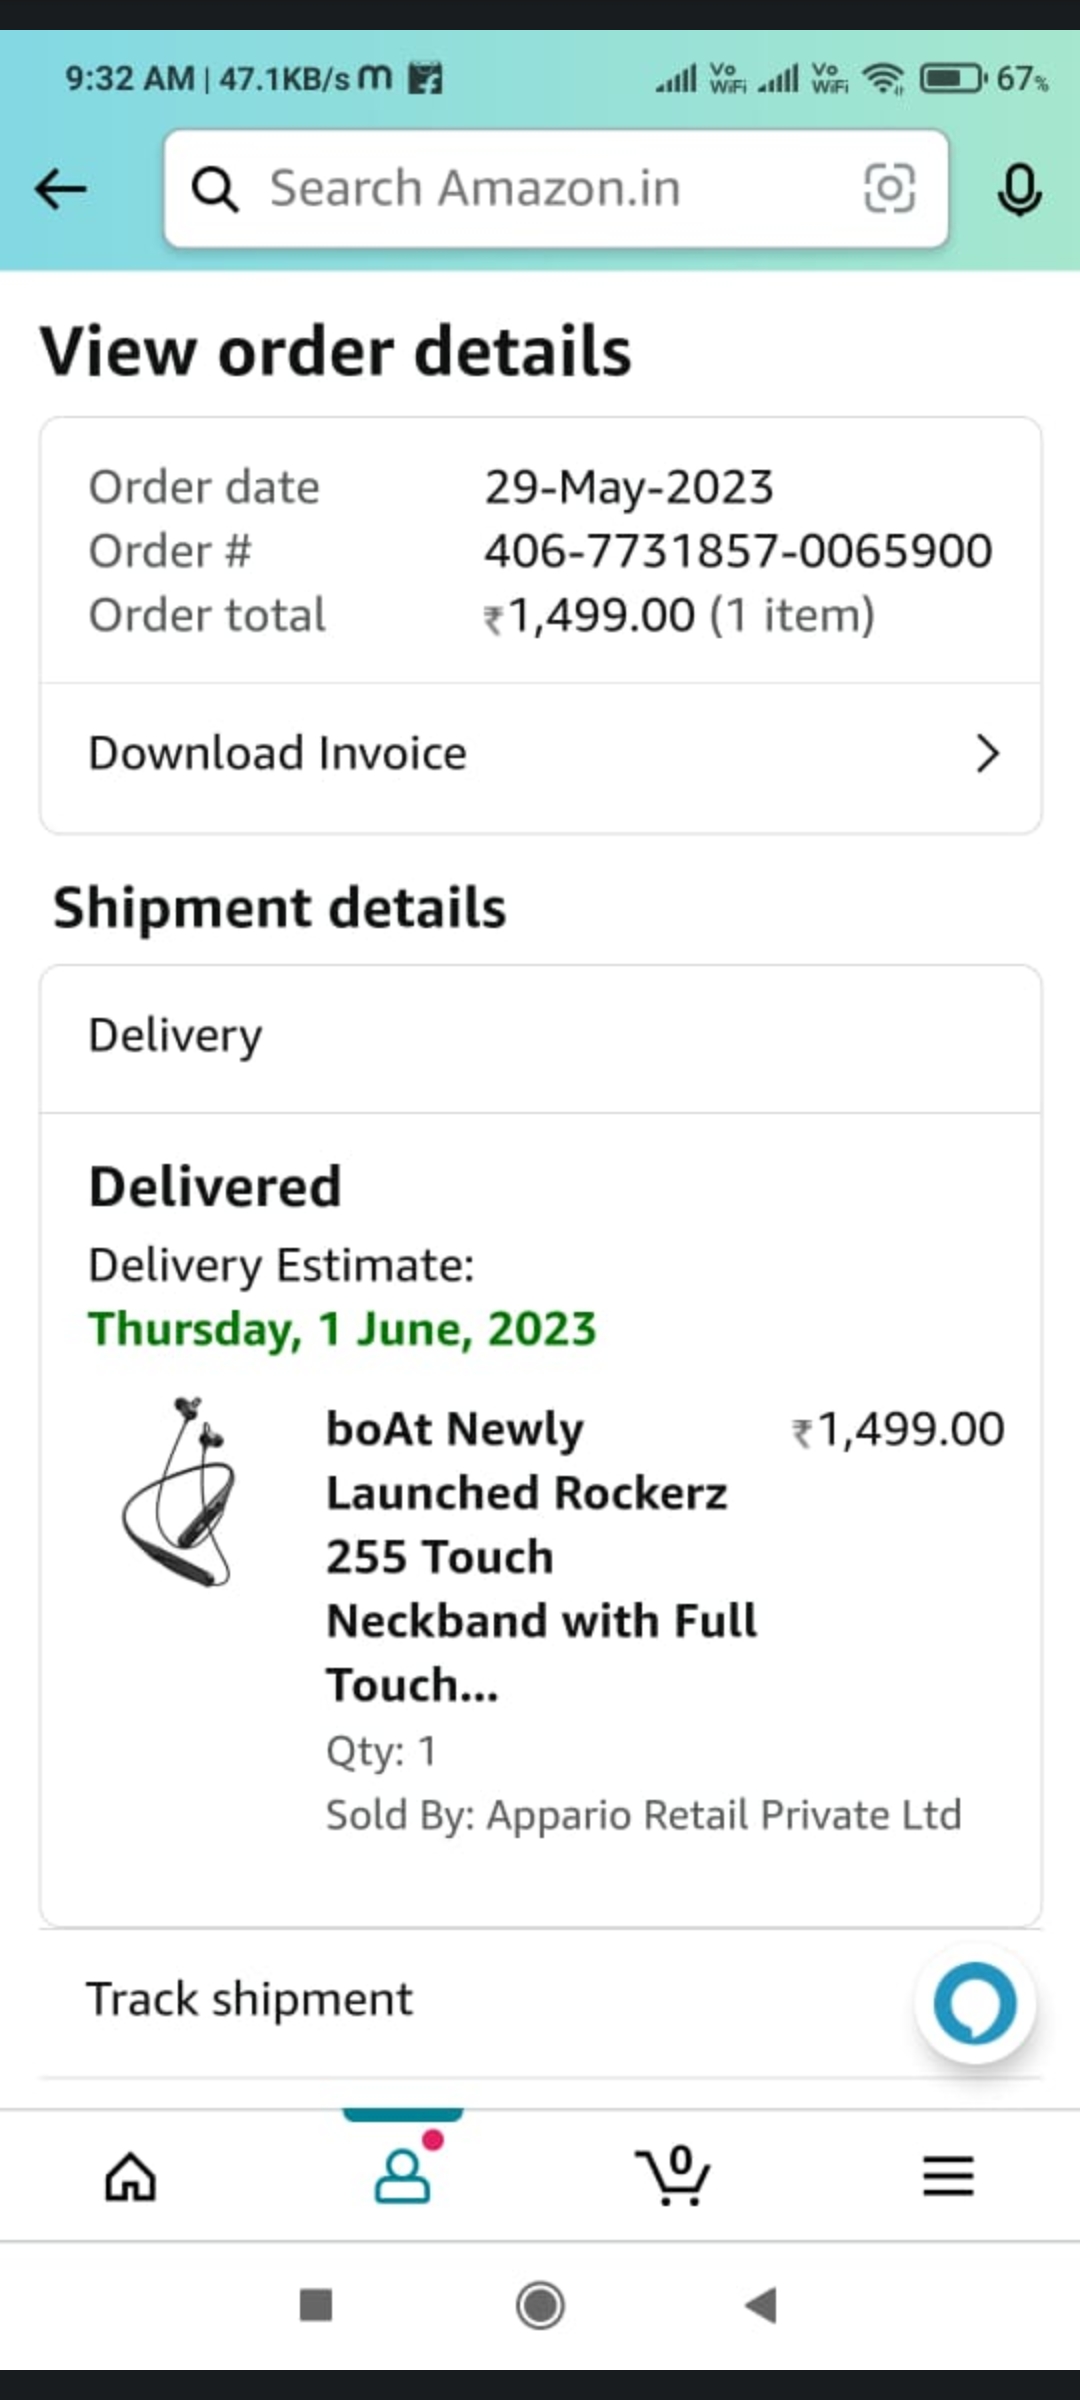 9:32 AM | 47.1KB/s m
Vo WiFi Vo WiFi 67%
Search Amazon.in
View order details
Order date 29-May-2023
Order # 406-7731857-0065900
Order total ₹1,499.00 (1 item)
Download Invoice
Shipment details
Delivery
Delivered
Delivery Estimate:
Thursday, 1 June, 2023
boAt Newly ₹1,499.00
Launched Rockerz
255 Touch
Neckband with Full
Touch...
Qty: 1
Sold By: Appario Retail Private Ltd
Track shipment
0